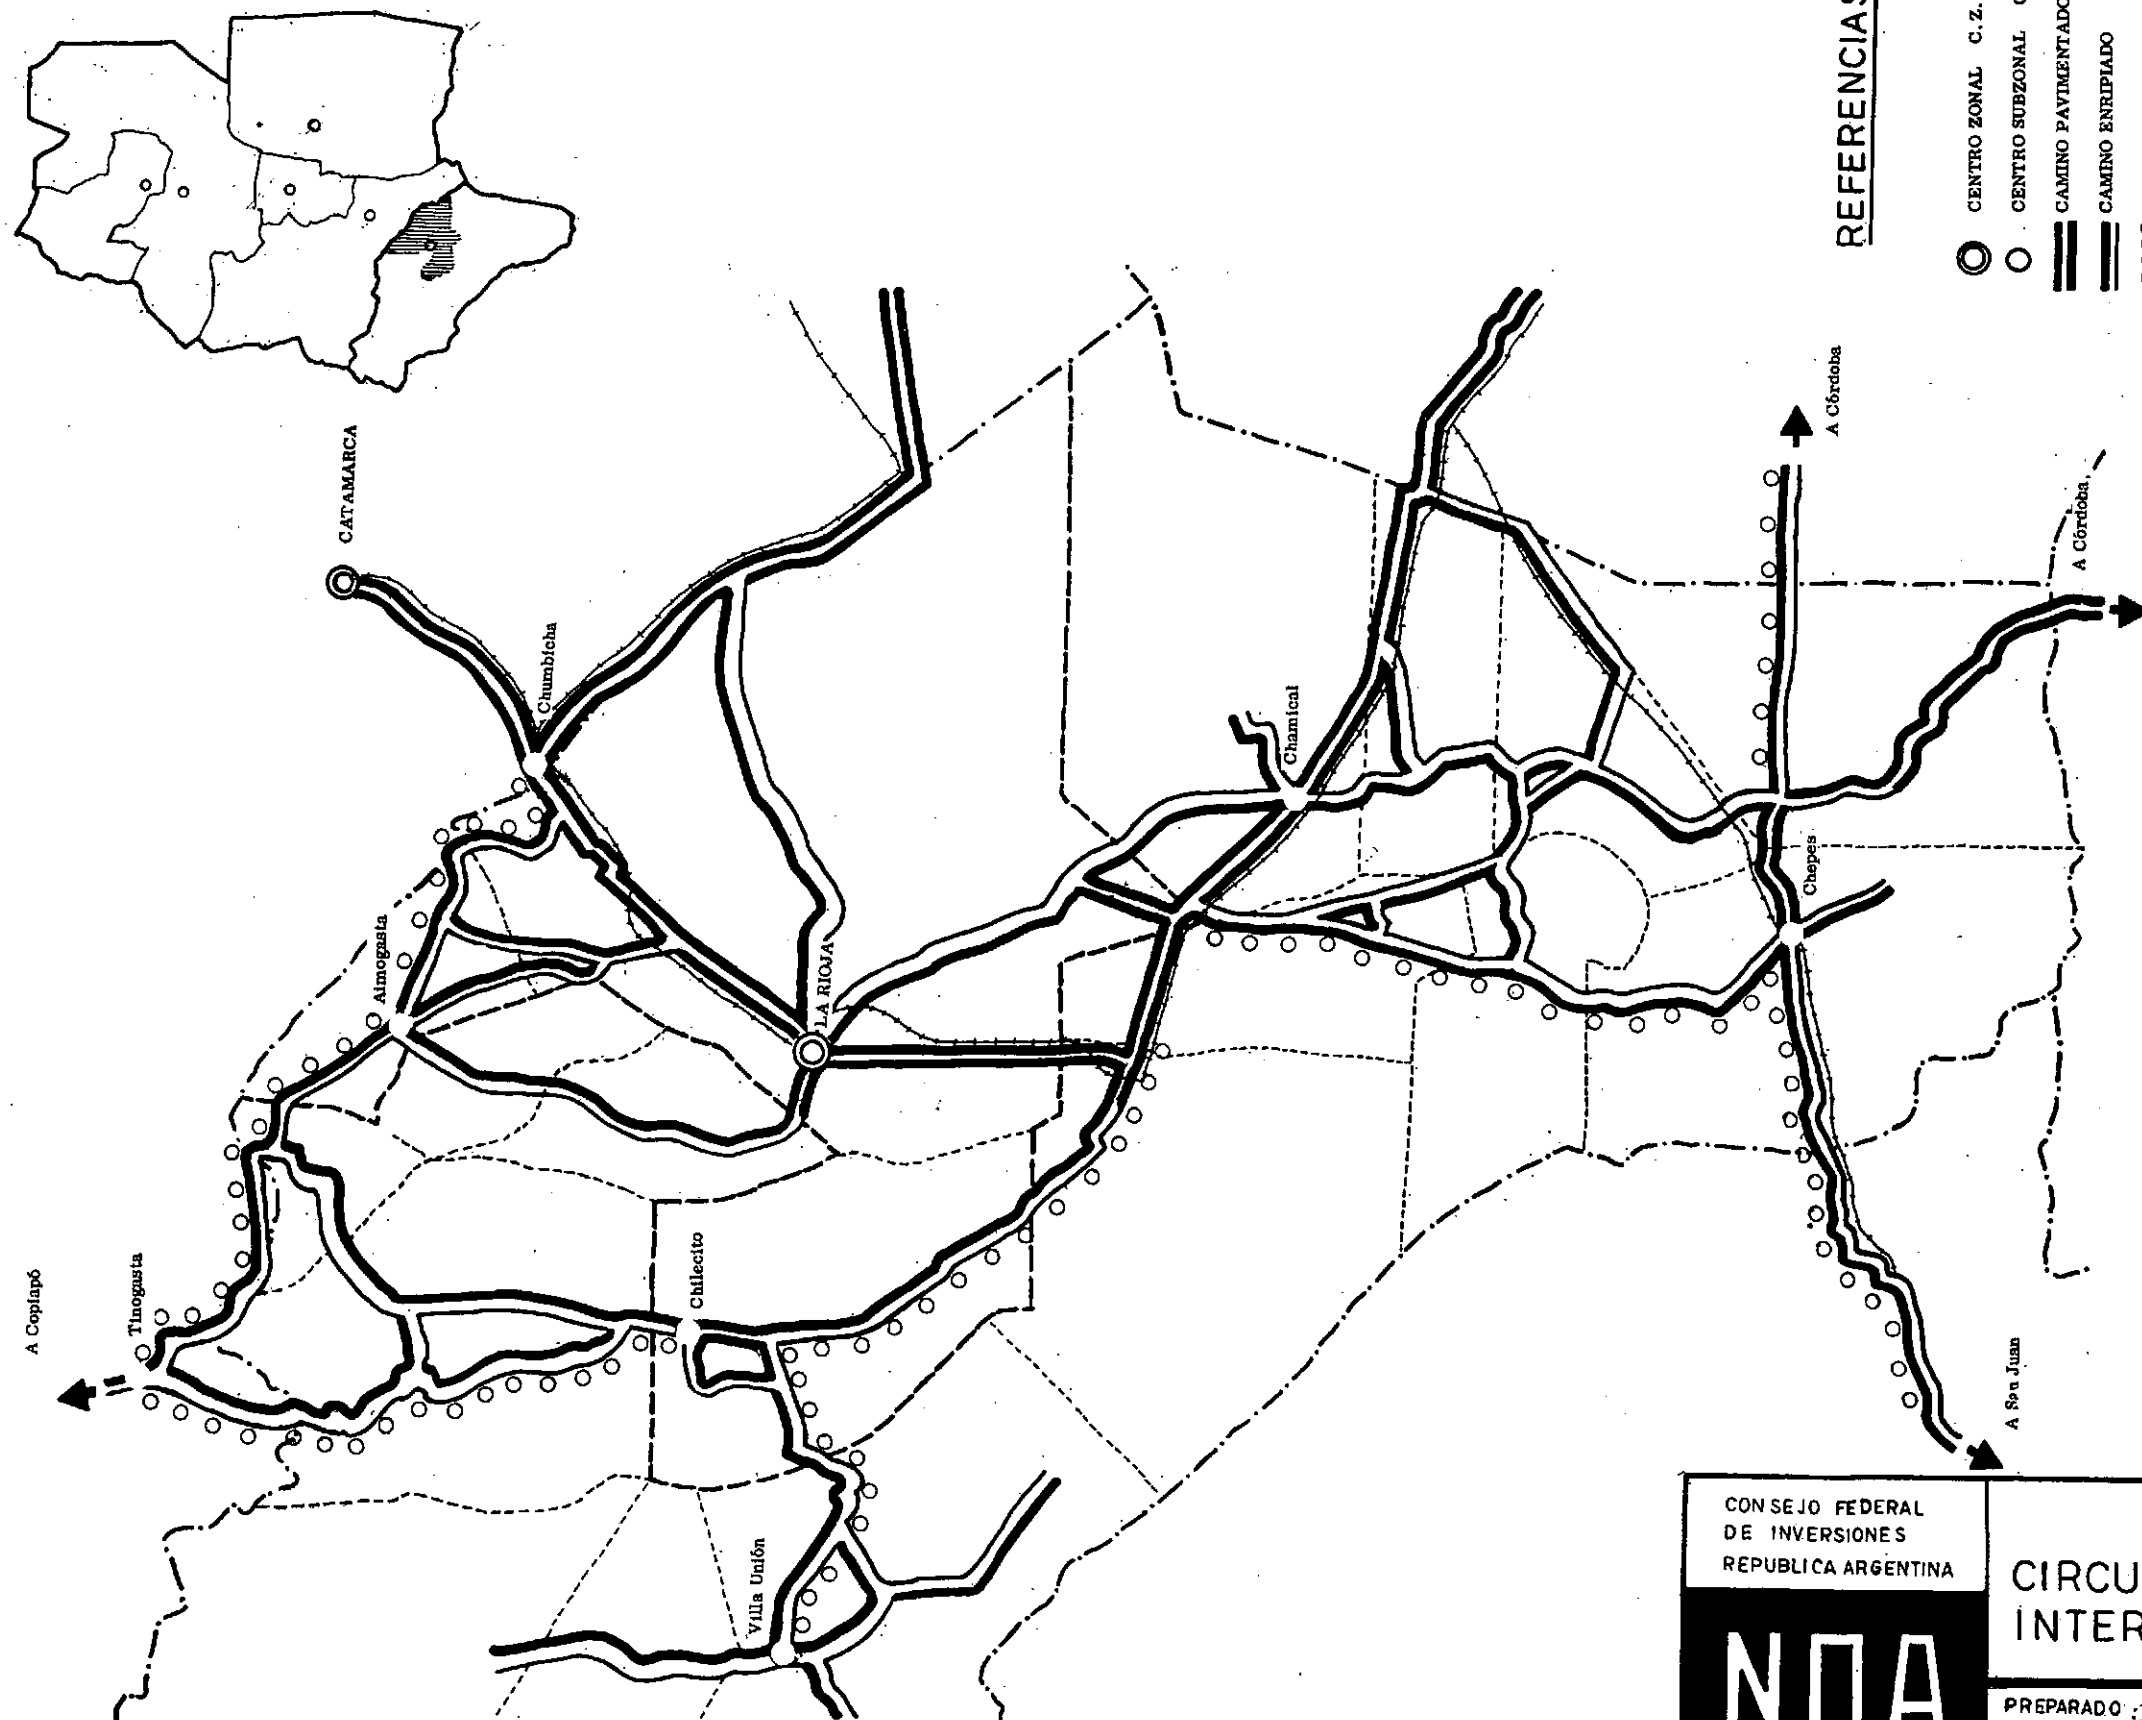 REFERENCIAS
CENTRO ZONAL C.Z.
CENTRO SUBZONAL
CAMINO PAVIMENTADO
CAMINO ENRIPIADO
A Copiapó
Tinogasta
CATAMARCA
Chumbicha
Aimogasta
LA RIOJA
Chilecito
Villa Unión
Chamical
Chepes
A Córdoba
A Córdoba
A San Juan
CONSEJO FEDERAL
DE INVERSIONES
REPUBLICA ARGENTINA
NOA
CIRCU
INTER
PREPARADO: